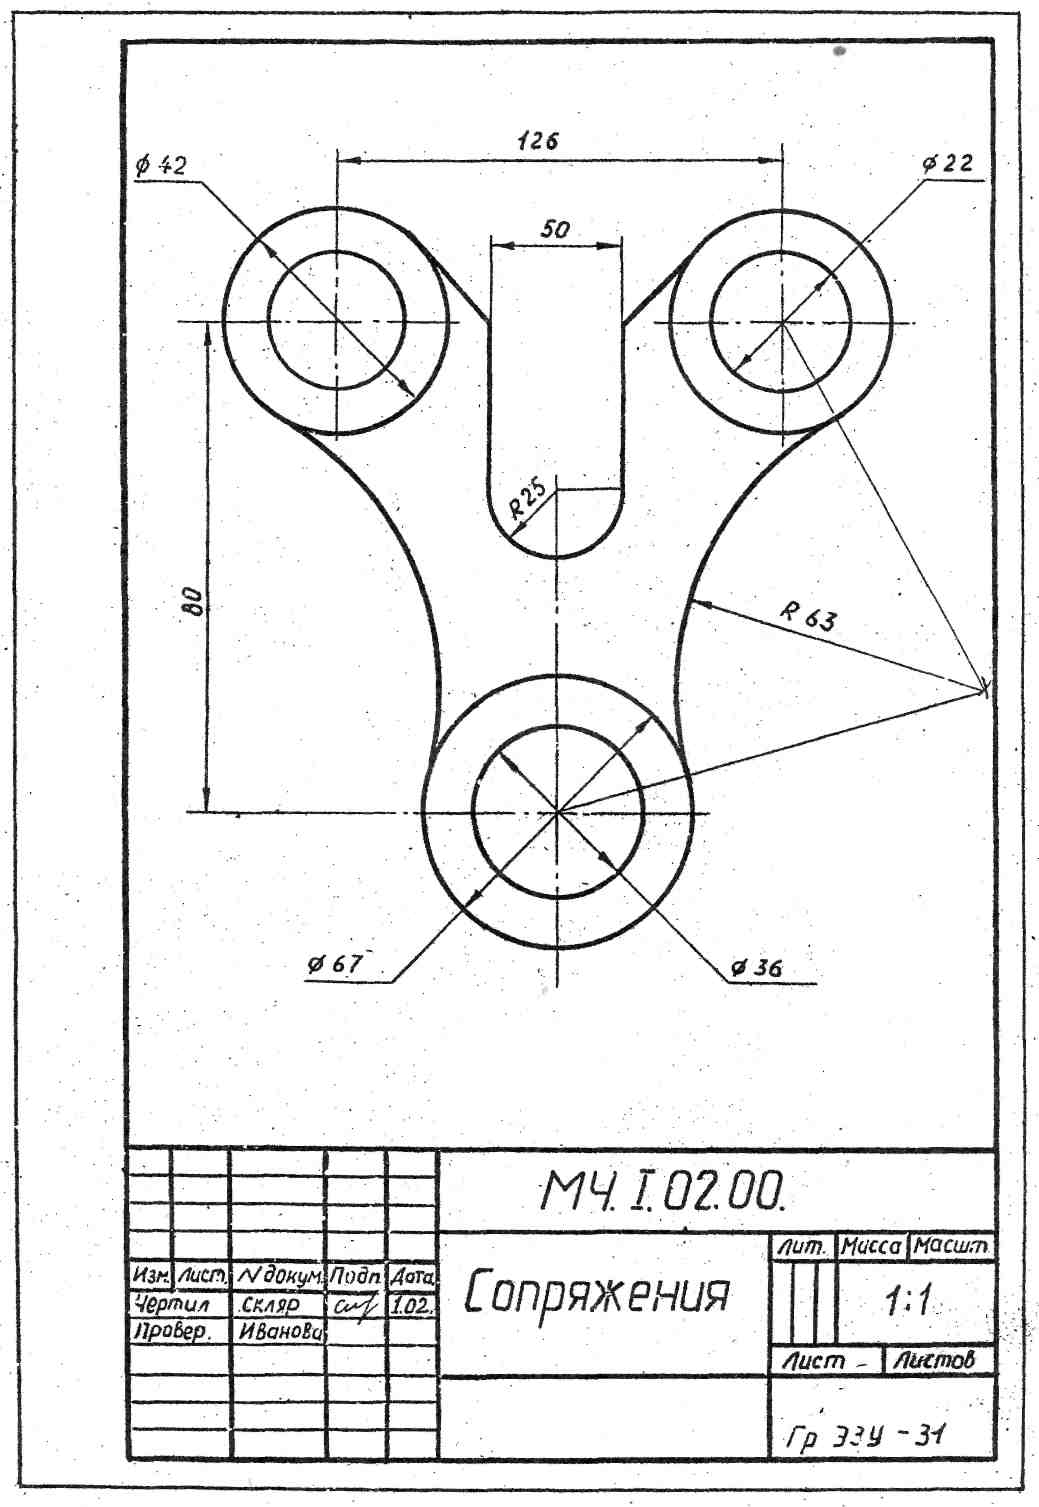 126
ø 42
ø 22
50
R 25
80
R 63
ø 67
ø 36
МЧ. I. 02. 00.
Лит. Масса Масшт.
Изм. Лист. N докум. Подп. Дата
Сопряжения
1:1
Чертил Скляр 1.02.
Провер. Иванова
Лист - Листов
Гр ЭЗУ - 31